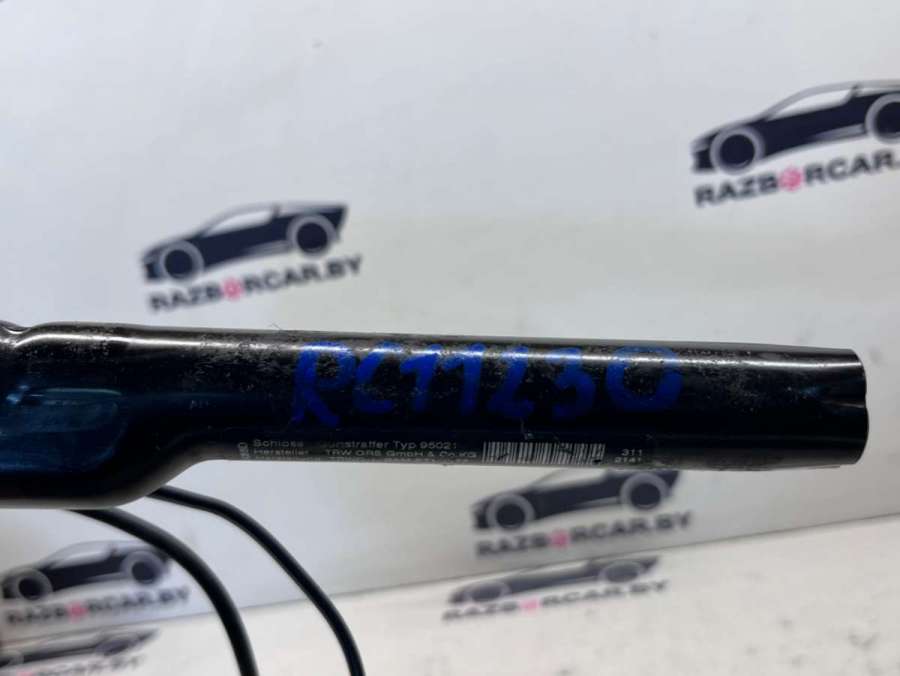 RAZBORCAR.BY
RAZBORCAR.BY
RC11230
Schloss
Typ 95021
Hersteller TRW ORS GmbH & Co.KG
311
RAZBORCAR.BY
RAZBORCAR.BY
RAZBORCAR.BY